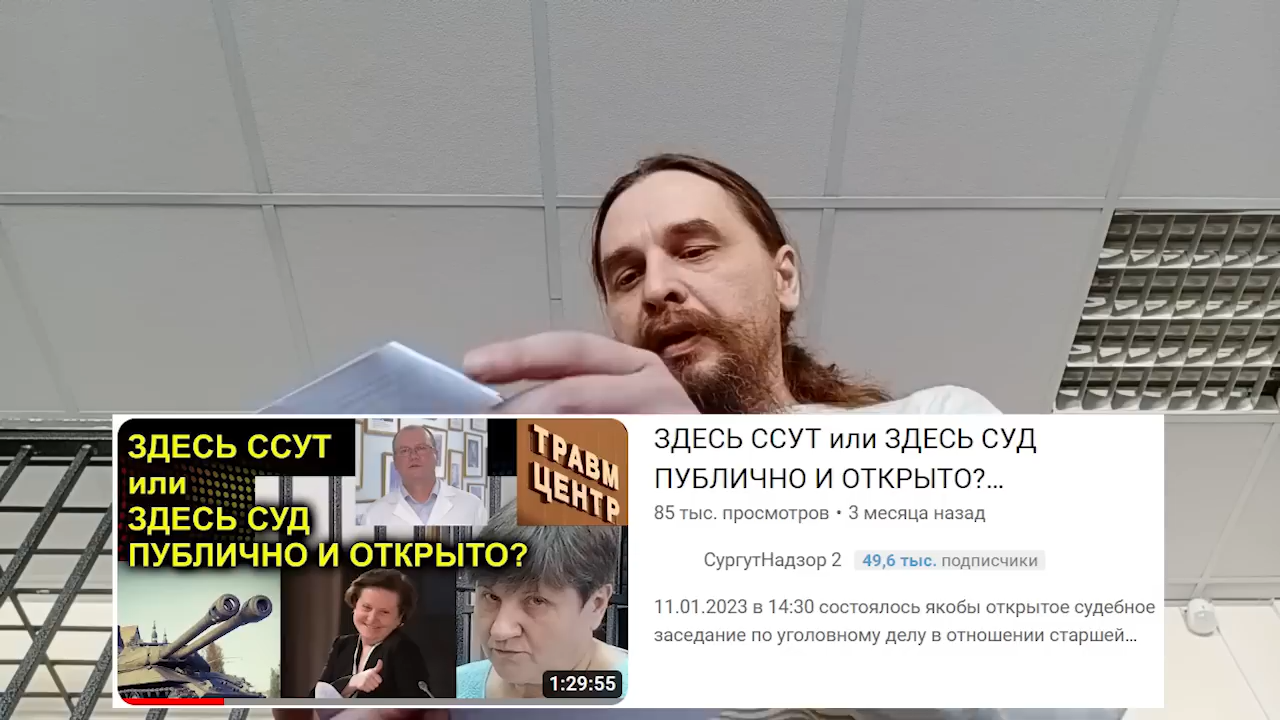 ЗДЕСЬ ССУТ
или
ЗДЕСЬ СУД
ПУБЛИЧНО И ОТКРЫТО?
ТРАВМ
ЦЕНТР
1:29:55
ЗДЕСЬ ССУТ или ЗДЕСЬ СУД
ПУБЛИЧНО И ОТКРЫТО?...
85 тыс. просмотров • 3 месяца назад
СургутНадзор 2 49,6 тыс. подписчики
11.01.2023 в 14:30 состоялось якобы открытое судебное
заседание по уголовному делу в отношении старшей...